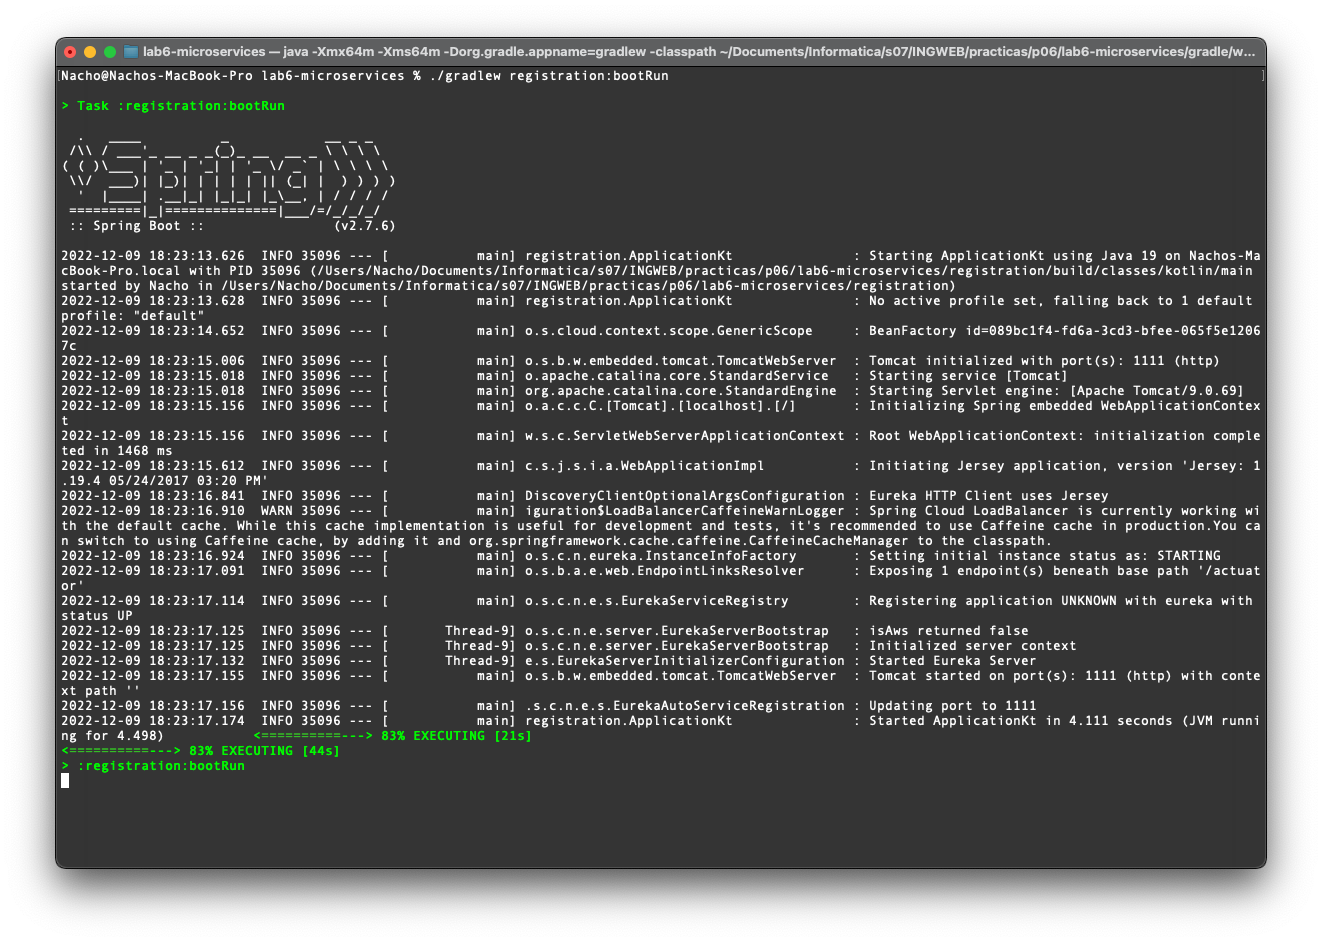 lab6-microservices — java -Xmx64m -Xms64m -Dorg.gradle.appname=gradlew -classpath ~/Documents/Informatica/s07/INGWEB/practicas/p06/lab6-microservices/gradle/w...
[Nacho@Nachos-MacBook-Pro lab6-microservices % ./gradlew registration:bootRun ]
> Task :registration:bootRun
  .   ____          _            __ _ _
 /\\ / ___'_ __ _ _(_)_ __  __ _ \ \ \ \
( ( )\___ | '_ | '_| | '_ \/ _` | \ \ \ \
 \\/  ___)| |_)| | | | | || (_| |  ) ) ) )
  '  |____| .__|_| |_|_| |_\__, | / / / /
 =========|_|==============|___/=/_/_/_/
 :: Spring Boot ::                (v2.7.6)
2022-12-09 18:23:13.626  INFO 35096 --- [           main] registration.ApplicationKt               : Starting ApplicationKt using Java 19 on Nachos-Ma
cBook-Pro.local with PID 35096 (/Users/Nacho/Documents/Informatica/s07/INGWEB/practicas/p06/lab6-microservices/registration/build/classes/kotlin/main
started by Nacho in /Users/Nacho/Documents/Informatica/s07/INGWEB/practicas/p06/lab6-microservices/registration)
2022-12-09 18:23:13.628  INFO 35096 --- [           main] registration.ApplicationKt               : No active profile set, falling back to 1 default
profile: "default"
2022-12-09 18:23:14.652  INFO 35096 --- [           main] o.s.cloud.context.scope.GenericScope     : BeanFactory id=089bc1f4-fd6a-3cd3-bfee-065f5e1206
7c
2022-12-09 18:23:15.006  INFO 35096 --- [           main] o.s.b.w.embedded.tomcat.TomcatWebServer  : Tomcat initialized with port(s): 1111 (http)
2022-12-09 18:23:15.018  INFO 35096 --- [           main] o.apache.catalina.core.StandardService   : Starting service [Tomcat]
2022-12-09 18:23:15.018  INFO 35096 --- [           main] org.apache.catalina.core.StandardEngine  : Starting Servlet engine: [Apache Tomcat/9.0.69]
2022-12-09 18:23:15.156  INFO 35096 --- [           main] o.a.c.c.C.[Tomcat].[localhost].[/]       : Initializing Spring embedded WebApplicationContex
t
2022-12-09 18:23:15.156  INFO 35096 --- [           main] w.s.c.ServletWebServerApplicationContext : Root WebApplicationContext: initialization comple
ted in 1468 ms
2022-12-09 18:23:15.612  INFO 35096 --- [           main] c.s.j.s.i.a.WebApplicationImpl           : Initiating Jersey application, version 'Jersey: 1
.19.4 05/24/2017 03:20 PM'
2022-12-09 18:23:16.841  INFO 35096 --- [           main] DiscoveryClientOptionalArgsConfiguration : Eureka HTTP Client uses Jersey
2022-12-09 18:23:16.910  WARN 35096 --- [           main] iguration$LoadBalancerCaffeineWarnLogger : Spring Cloud LoadBalancer is currently working wi
th the default cache. While this cache implementation is useful for development and tests, it's recommended to use Caffeine cache in production.You ca
n switch to using Caffeine cache, by adding it and org.springframework.cache.caffeine.CaffeineCacheManager to the classpath.
2022-12-09 18:23:16.924  INFO 35096 --- [           main] o.s.c.n.eureka.InstanceInfoFactory       : Setting initial instance status as: STARTING
2022-12-09 18:23:17.091  INFO 35096 --- [           main] o.s.b.a.e.web.EndpointLinksResolver      : Exposing 1 endpoint(s) beneath base path '/actuat
or'
2022-12-09 18:23:17.114  INFO 35096 --- [           main] o.s.c.n.e.s.EurekaServiceRegistry        : Registering application UNKNOWN with eureka with
status UP
2022-12-09 18:23:17.125  INFO 35096 --- [       Thread-9] o.s.c.n.e.server.EurekaServerBootstrap   : isAws returned false
2022-12-09 18:23:17.125  INFO 35096 --- [       Thread-9] o.s.c.n.e.server.EurekaServerBootstrap   : Initialized server context
2022-12-09 18:23:17.132  INFO 35096 --- [       Thread-9] e.s.EurekaServerInitializerConfiguration : Started Eureka Server
2022-12-09 18:23:17.155  INFO 35096 --- [           main] o.s.b.w.embedded.tomcat.TomcatWebServer  : Tomcat started on port(s): 1111 (http) with conte
xt path ''
2022-12-09 18:23:17.156  INFO 35096 --- [           main] .s.c.n.e.s.EurekaAutoServiceRegistration : Updating port to 1111
2022-12-09 18:23:17.174  INFO 35096 --- [           main] registration.ApplicationKt               : Started ApplicationKt in 4.111 seconds (JVM runni
ng for 4.498)           <==========---> 83% EXECUTING [21s]
<==========---> 83% EXECUTING [44s]
> :registration:bootRun